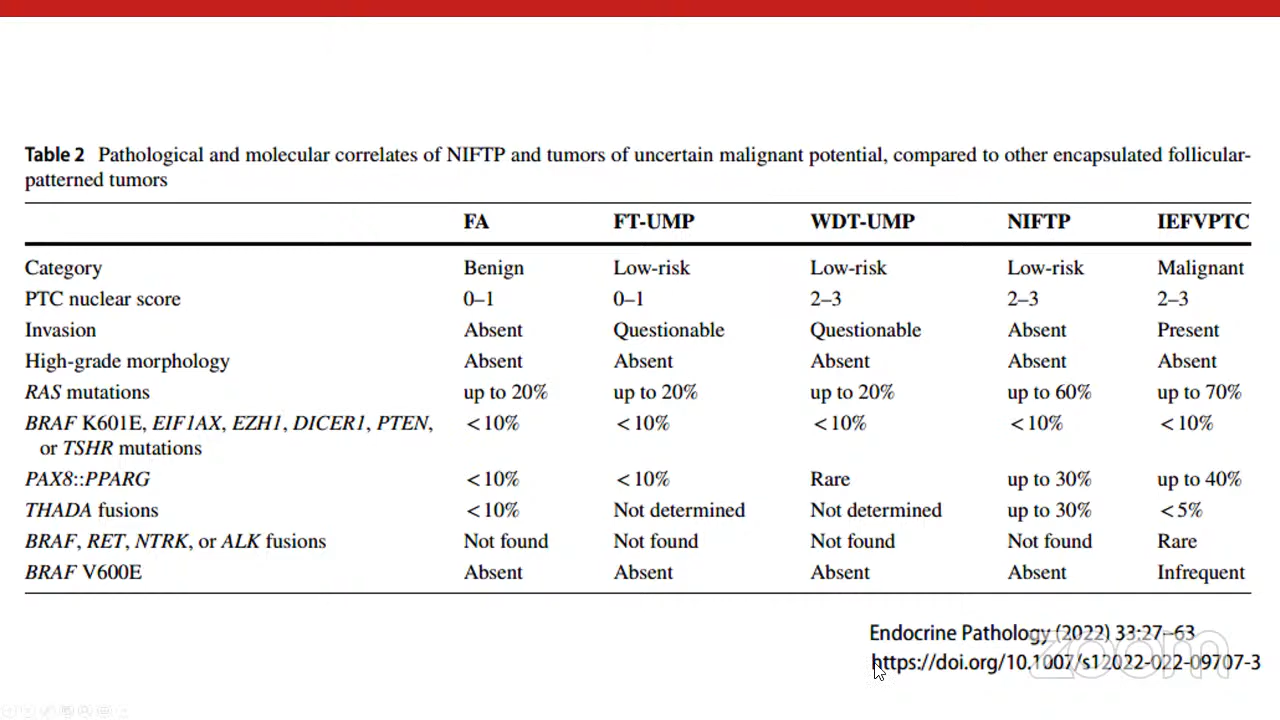 Table 2 Pathological and molecular correlates of NIFTP and tumors of uncertain malignant potential, compared to other encapsulated follicular-
patterned tumors
FA FT-UMP WDT-UMP NIFTP IEFVPTC
Category Benign Low-risk Low-risk Low-risk Malignant
PTC nuclear score 0–1 0–1 2–3 2–3 2–3
Invasion Absent Questionable Questionable Absent Present
High-grade morphology Absent Absent Absent Absent Absent
RAS mutations up to 20% up to 20% up to 20% up to 60% up to 70%
BRAF K601E, EIF1AX, EZH1, DICER1, PTEN, <10% <10% <10% <10% <10%
or TSHR mutations
PAX8::PPARG <10% <10% Rare up to 30% up to 40%
THADA fusions <10% Not determined Not determined up to 30% <5%
BRAF, RET, NTRK, or ALK fusions Not found Not found Not found Not found Rare
BRAF V600E Absent Absent Absent Absent Infrequent
Endocrine Pathology (2022) 33:27–63
https://doi.org/10.1007/s12022-022-09707-3
zoom